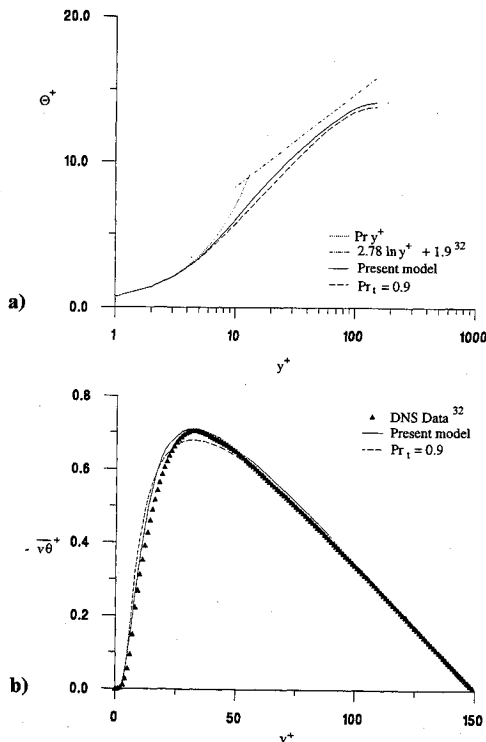 20.0
Θ⁺
10.0
Pr y⁺
2.78 ln y⁺ + 1.9 ³²
Present model
Prₜ = 0.9
a)
0.0
1 10 100 1000
y⁺
0.8
▲ DNS Data ³²
Present model
Prₜ = 0.9
0.6
- v̅θ̅⁺
0.4
0.2
b)
0.0
0 50 100 150
y⁺